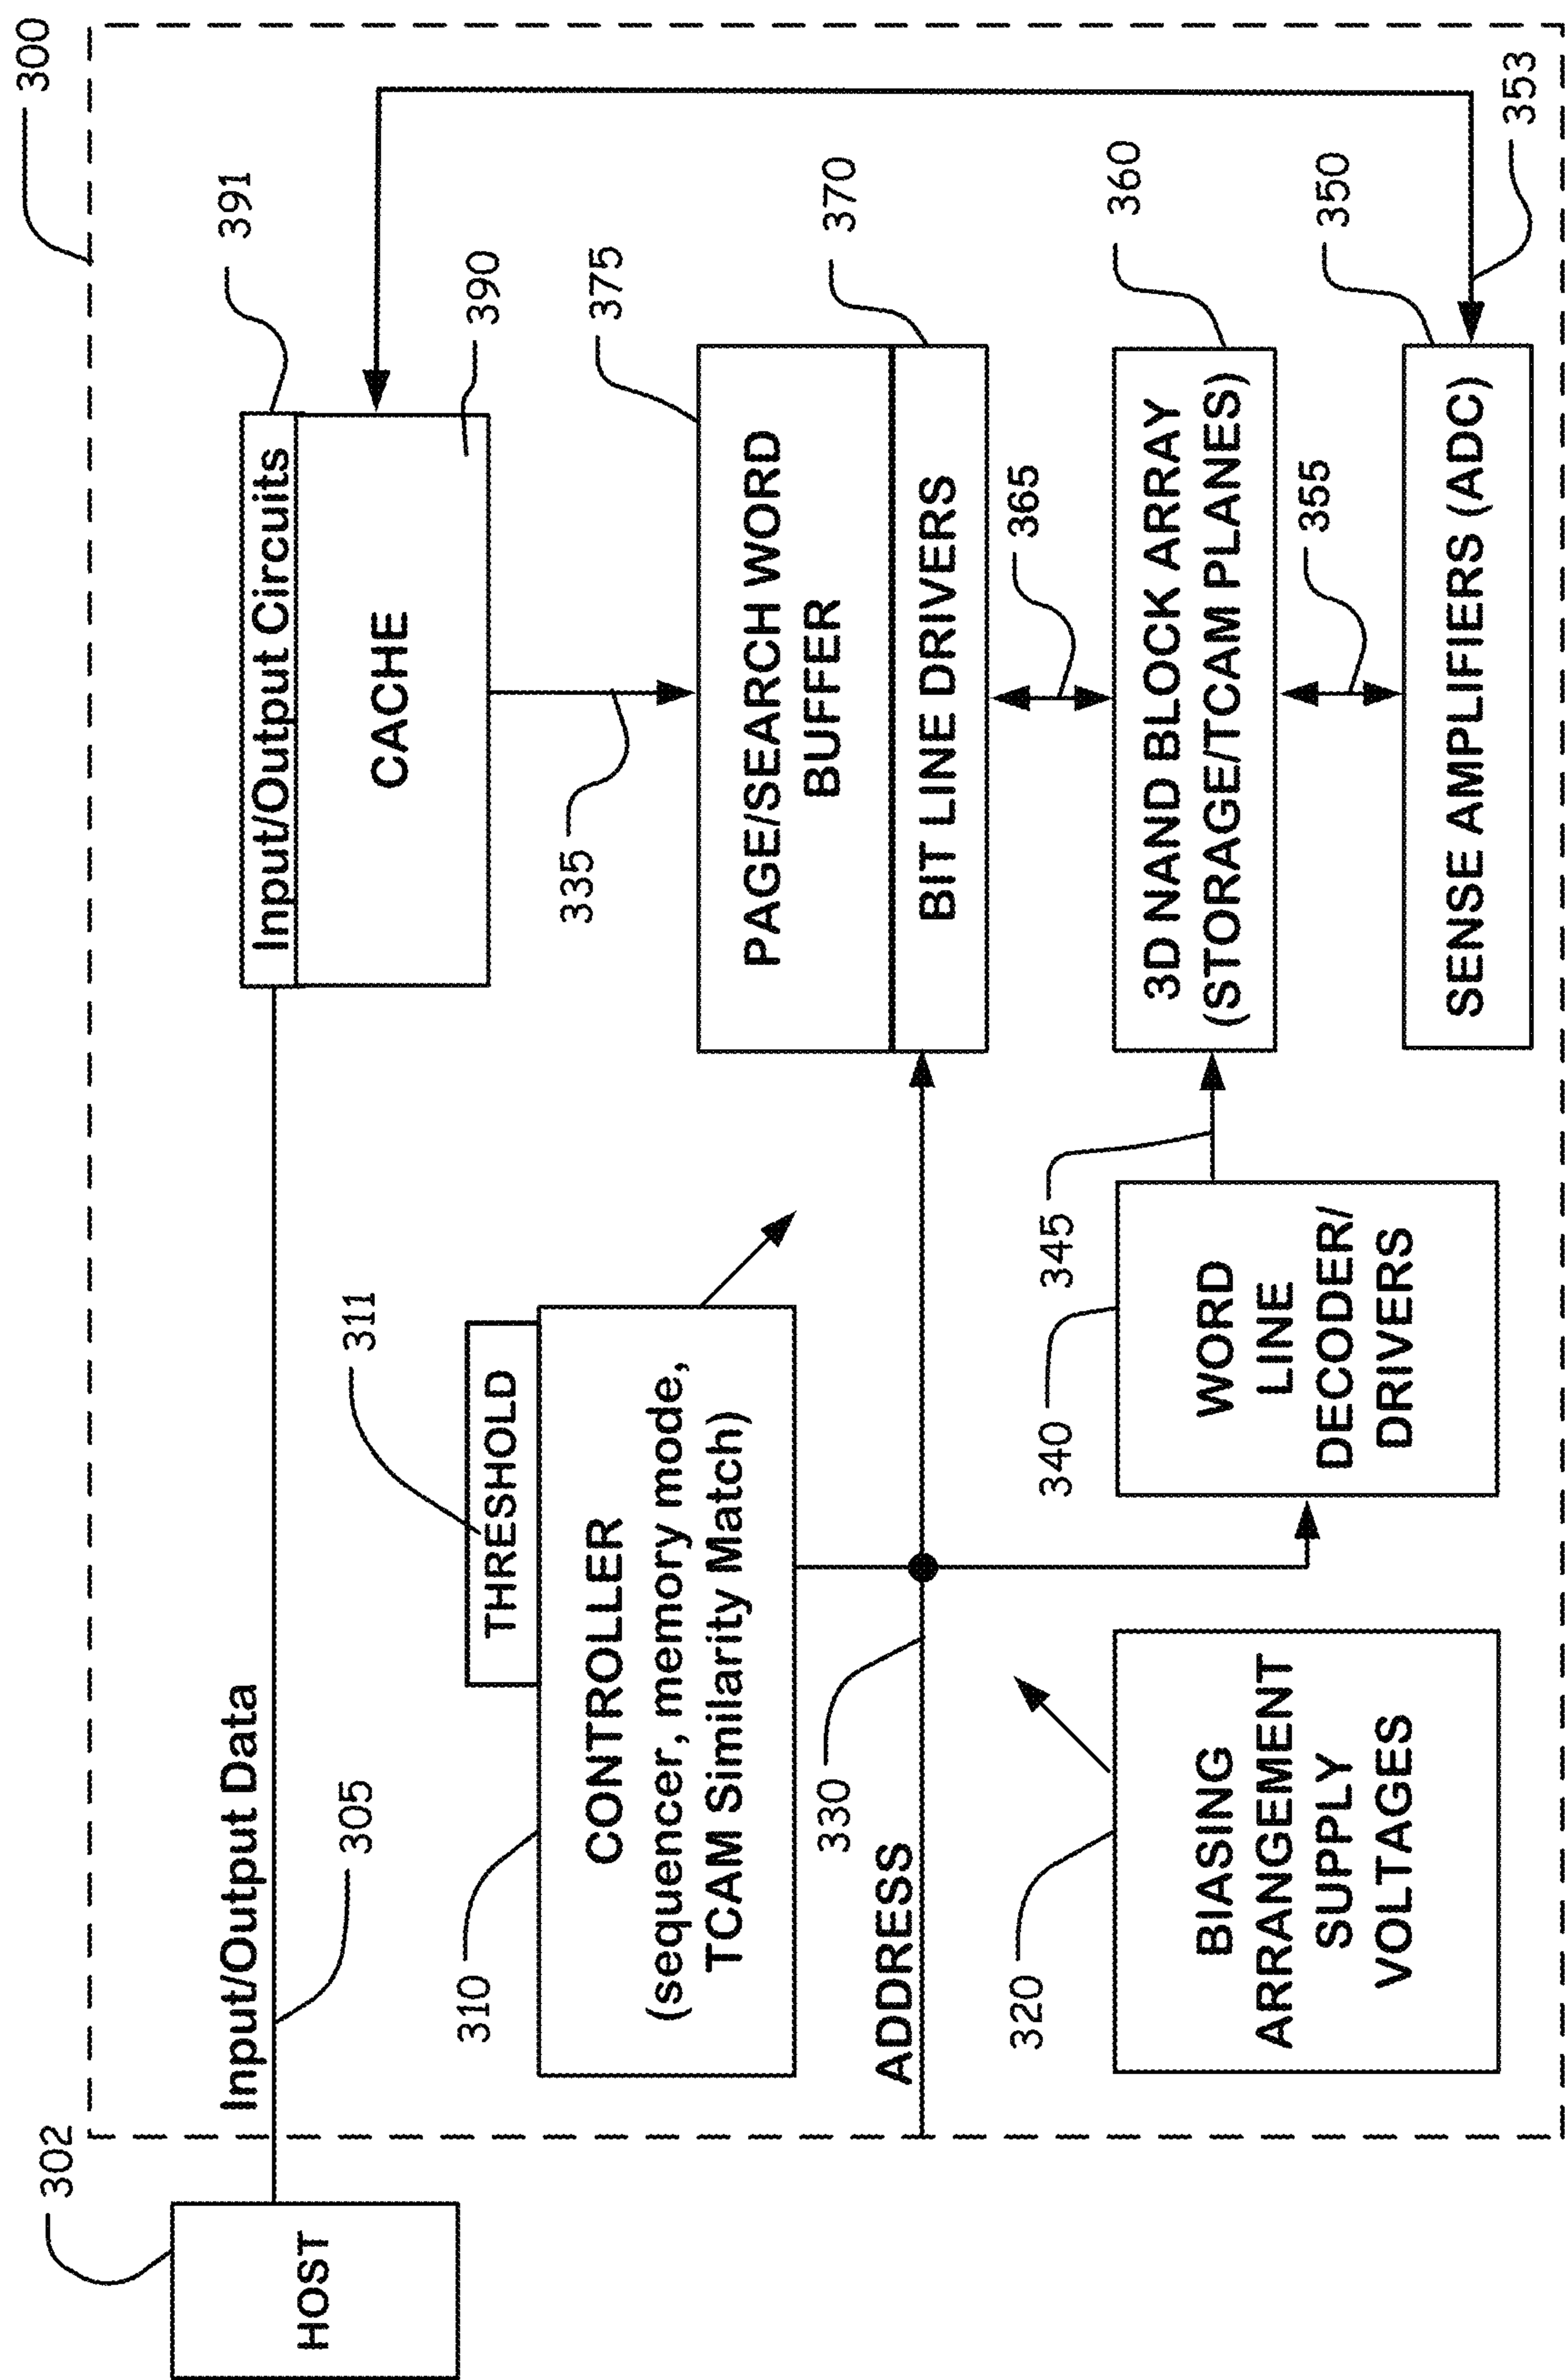 300
302
HOST
Input/Output Data
305
391
Input/Output Circuits
CACHE
390
335
311
THRESHOLD
310
CONTROLLER
(sequencer, memory mode,
TCAM Similarity Match)
375
PAGE/SEARCH WORD
BUFFER
370
BIT LINE DRIVERS
ADDRESS
330
365
320
BIASING
ARRANGEMENT
SUPPLY
VOLTAGES
340
WORD
LINE
DECODER/
DRIVERS
345
360
3D NAND BLOCK ARRAY
(STORAGE/TCAM PLANES)
355
350
SENSE AMPLIFIERS (ADC)
353